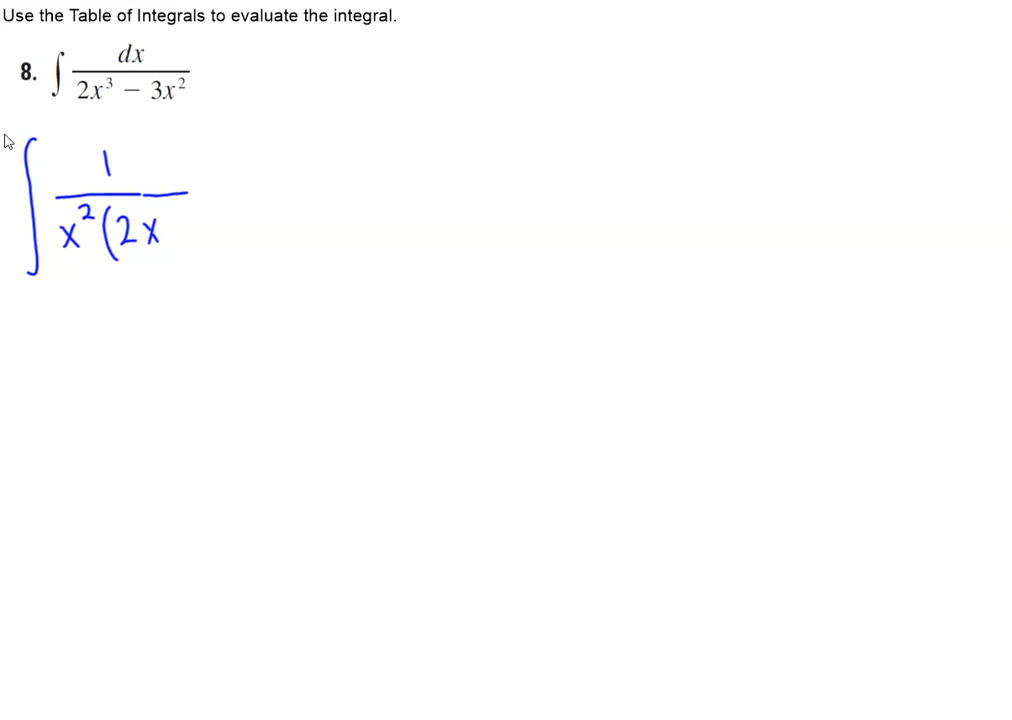 Use the Table of Integrals to evaluate the integral.
8. ∫ dx / (2x³ − 3x²)
∫ 1 / x²(2x